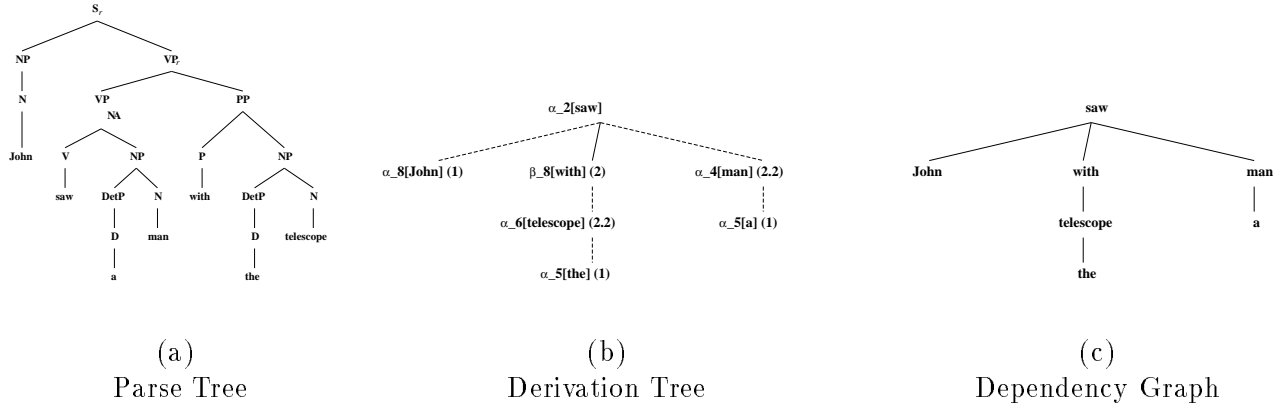 S_r
NP VP_r
N VP PP
NA
John V NP P NP
saw DetP N with DetP N
D man D telescope
a the
(a)
Parse Tree
α_2[saw]
α_8[John] (1) β_8[with] (2) α_4[man] (2.2)
α_6[telescope] (2.2) α_5[a] (1)
α_5[the] (1)
(b)
Derivation Tree
saw
John with man
telescope a
the
(c)
Dependency Graph